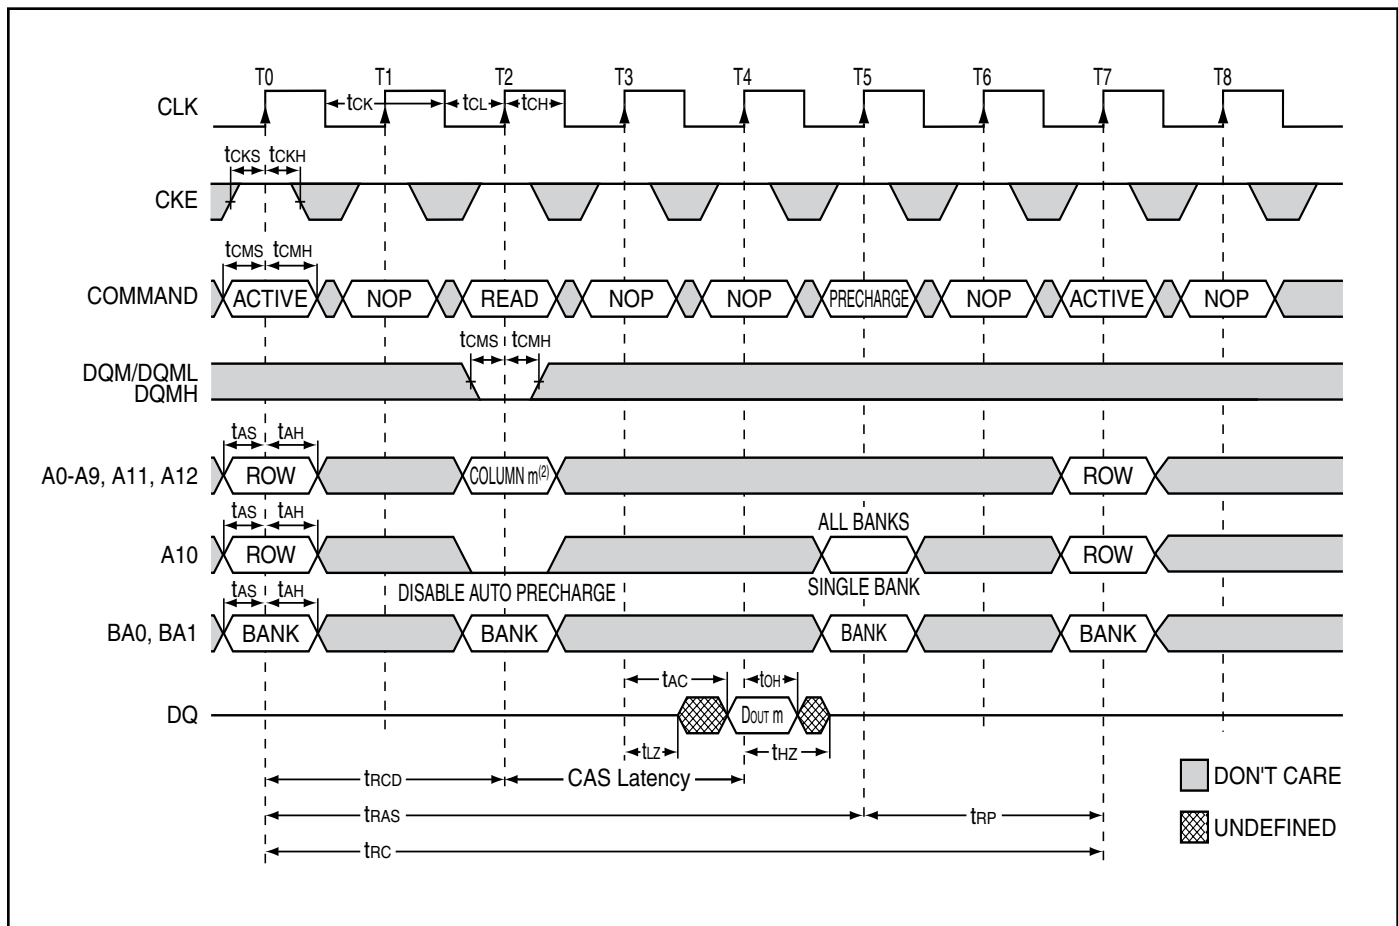 T0 T1 T2 T3 T4 T5 T6 T7 T8
CLK tCK tCL tCH
tCKS tCKH
CKE
tCMS tCMH
COMMAND ACTIVE NOP READ NOP NOP PRECHARGE NOP ACTIVE NOP
tCMS tCMH
DQM/DQML
DQMH
tAS tAH
A0-A9, A11, A12 ROW COLUMN m(2) ROW
tAS tAH ALL BANKS
A10 ROW ROW
DISABLE AUTO PRECHARGE SINGLE BANK
tAS tAH
BA0, BA1 BANK BANK BANK BANK
tAC tOH
DQ DOUT m
tLZ tHZ
tRCD CAS Latency DON'T CARE
tRAS tRP
UNDEFINED
tRC